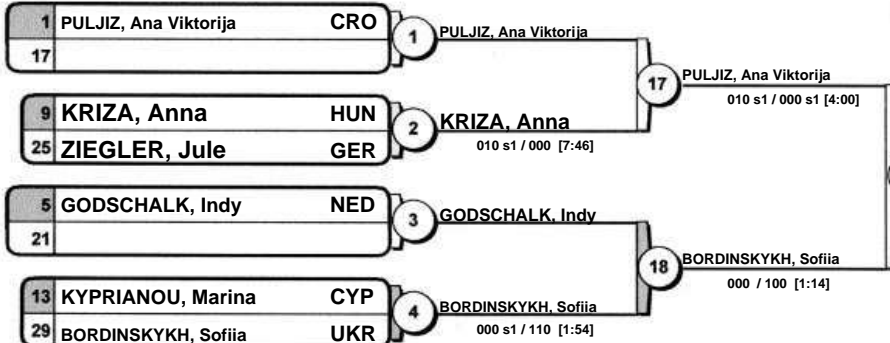 1 PULJIZ, Ana Viktorija CRO
17
1
PULJIZ, Ana Viktorija
9 KRIZA, Anna HUN
25 ZIEGLER, Jule GER
2
KRIZA, Anna
010 s1 / 000 [7:46]
17
PULJIZ, Ana Viktorija
010 s1 / 000 s1 [4:00]
5 GODSCHALK, Indy NED
21
3
GODSCHALK, Indy
13 KYPRIANOU, Marina CYP
29 BORDINSKYKH, Sofiia UKR
4
BORDINSKYKH, Sofiia
000 s1 / 110 [1:54]
18
BORDINSKYKH, Sofiia
000 / 100 [1:14]